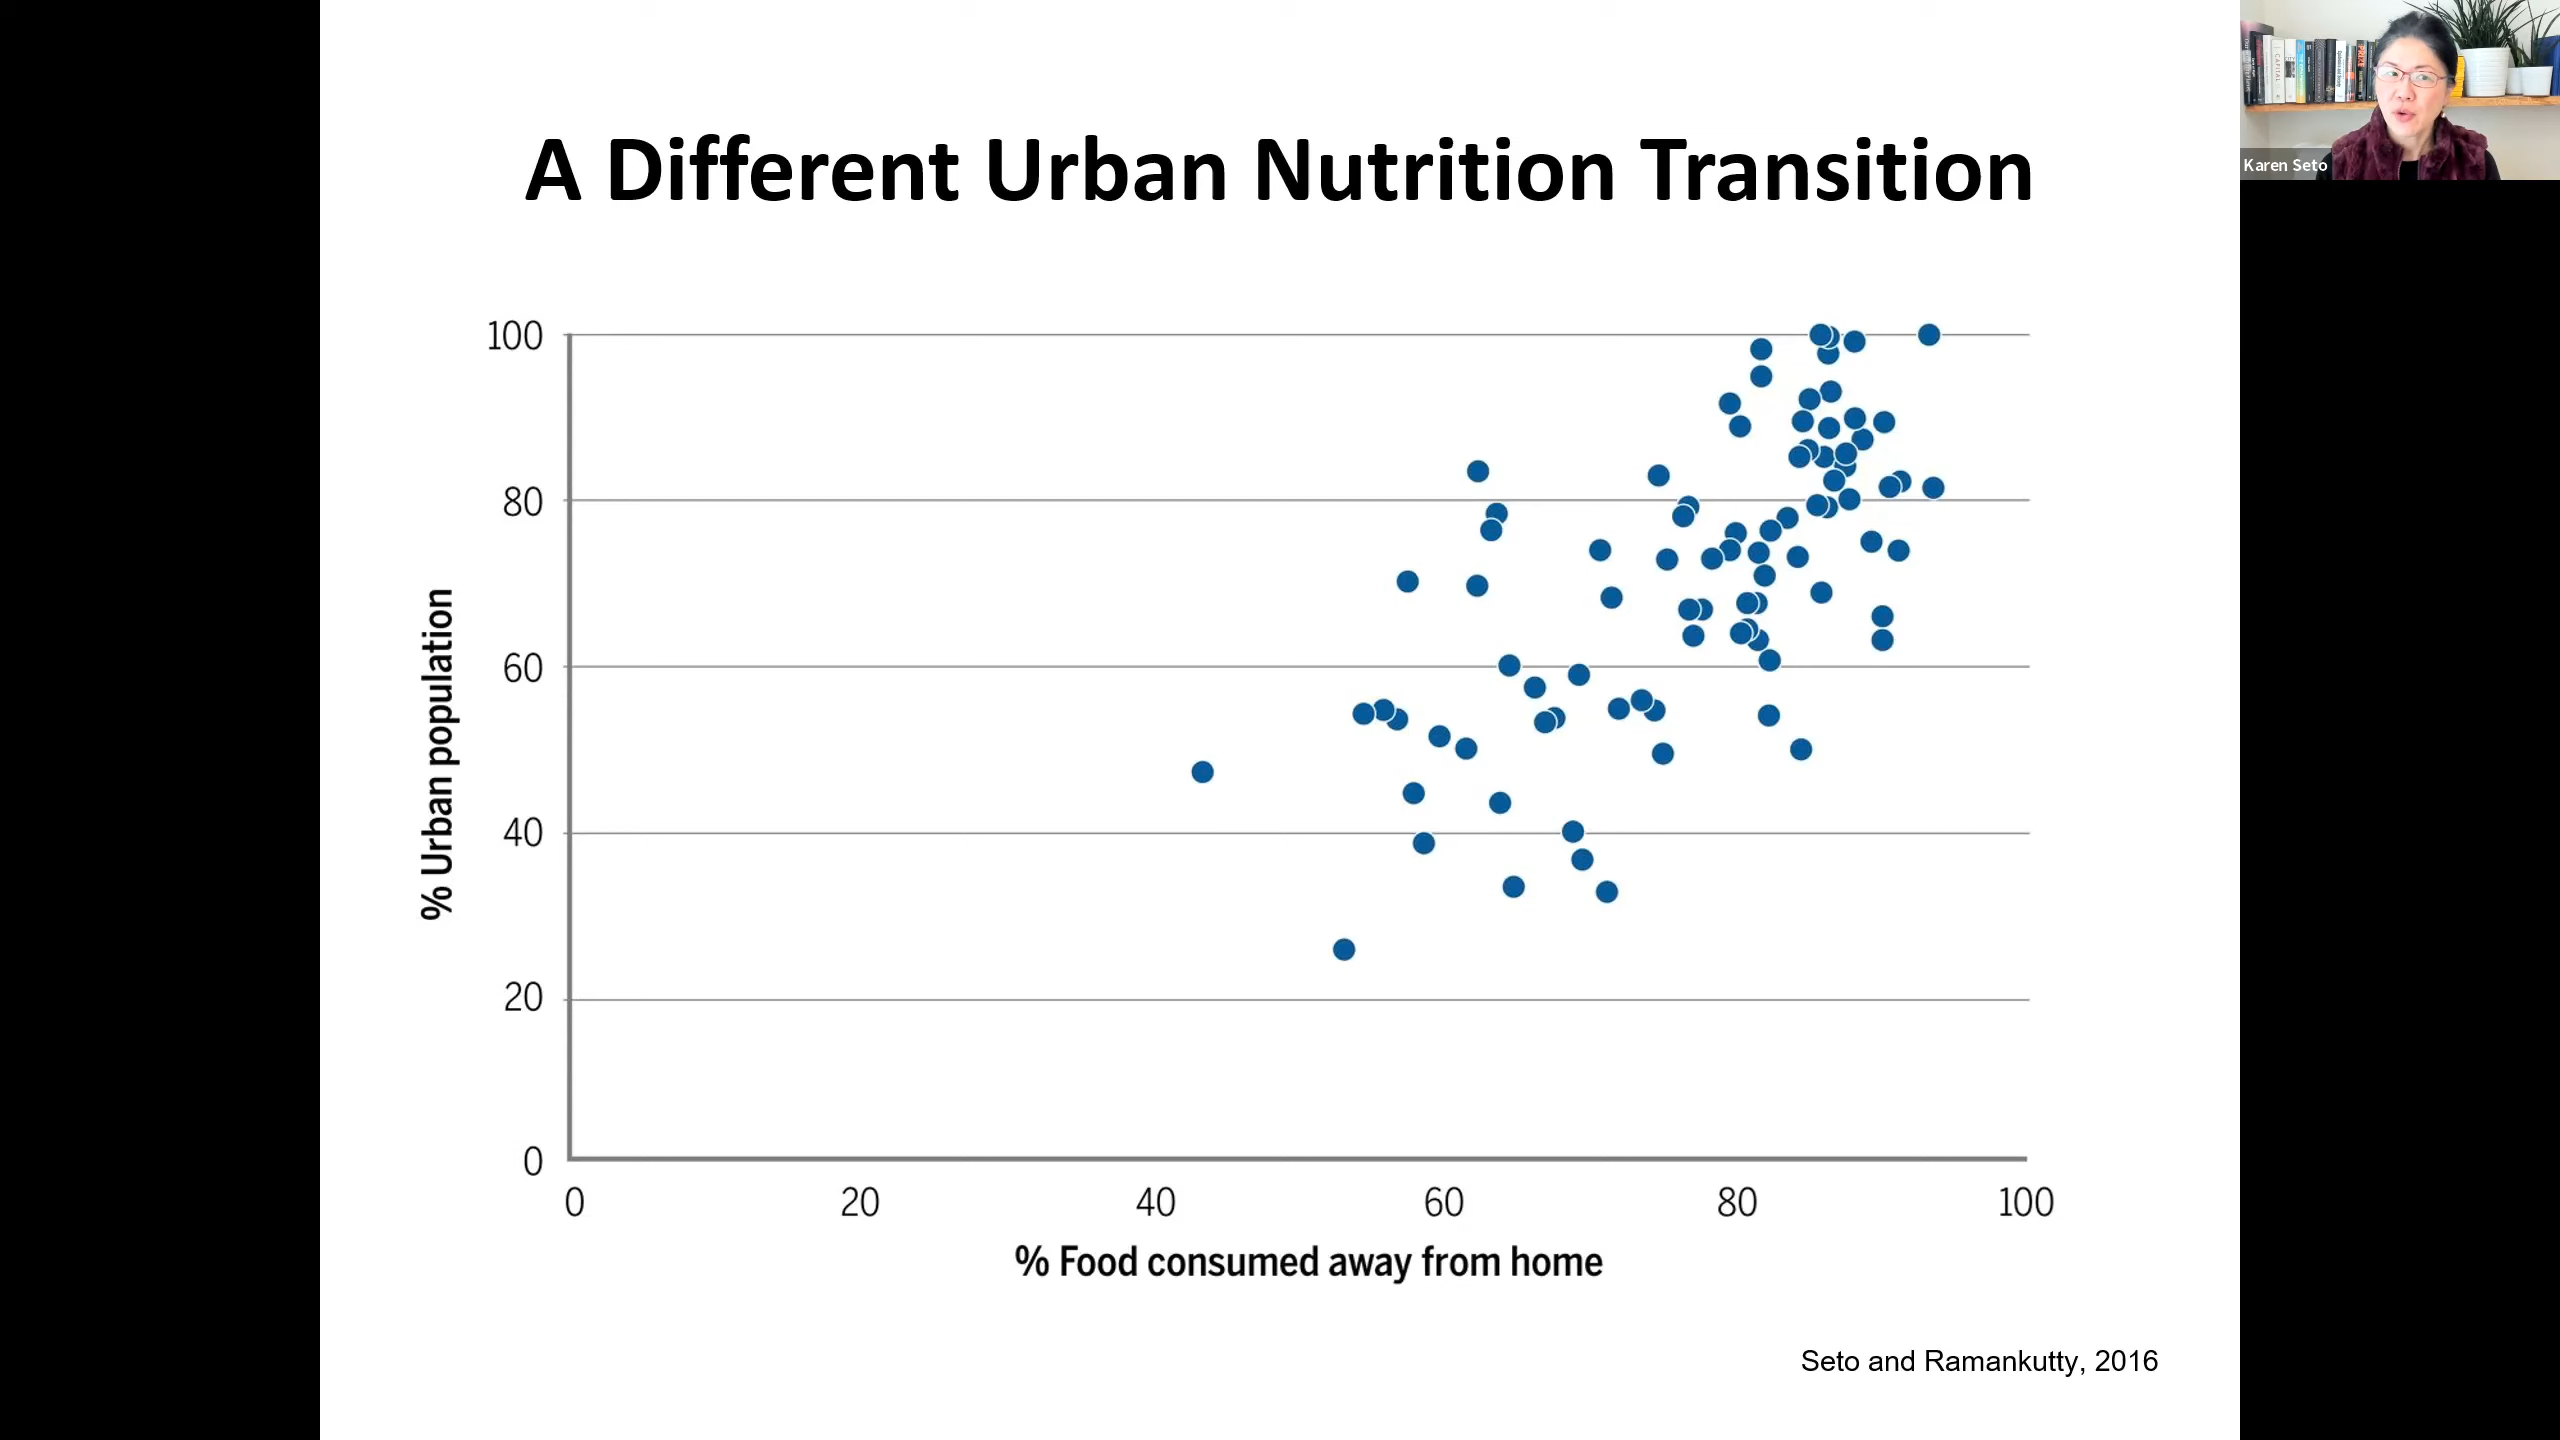 A Different Urban Nutrition Transition
Karen Seto
CAPITAL
100
80
60
40
20
0
% Urban population
0 20 40 60 80 100
% Food consumed away from home
Seto and Ramankutty, 2016